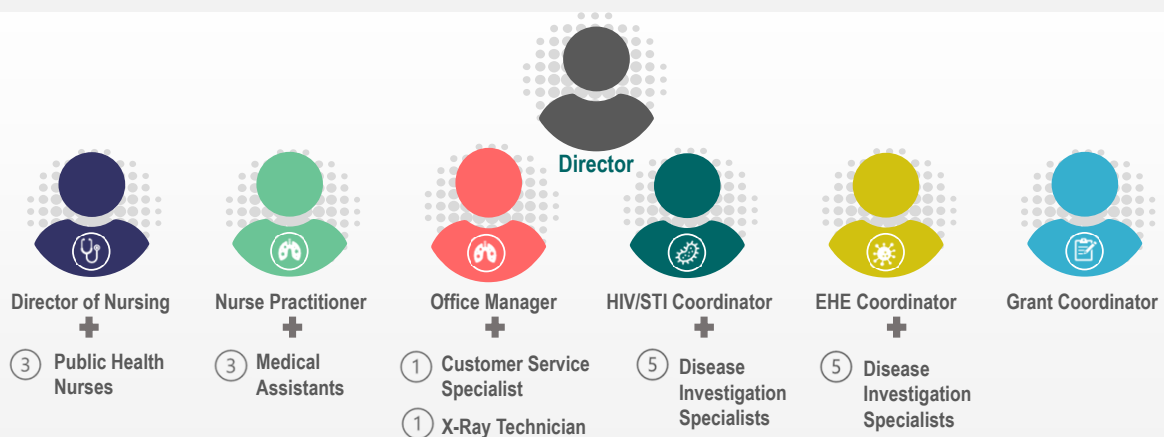 Director
Director of Nursing
Nurse Practitioner
Office Manager
HIV/STI Coordinator
EHE Coordinator
Grant Coordinator
3 Public Health
Nurses
3 Medical
Assistants
1 Customer Service
Specialist
1 X-Ray Technician
5 Disease
Investigation
Specialists
5 Disease
Investigation
Specialists